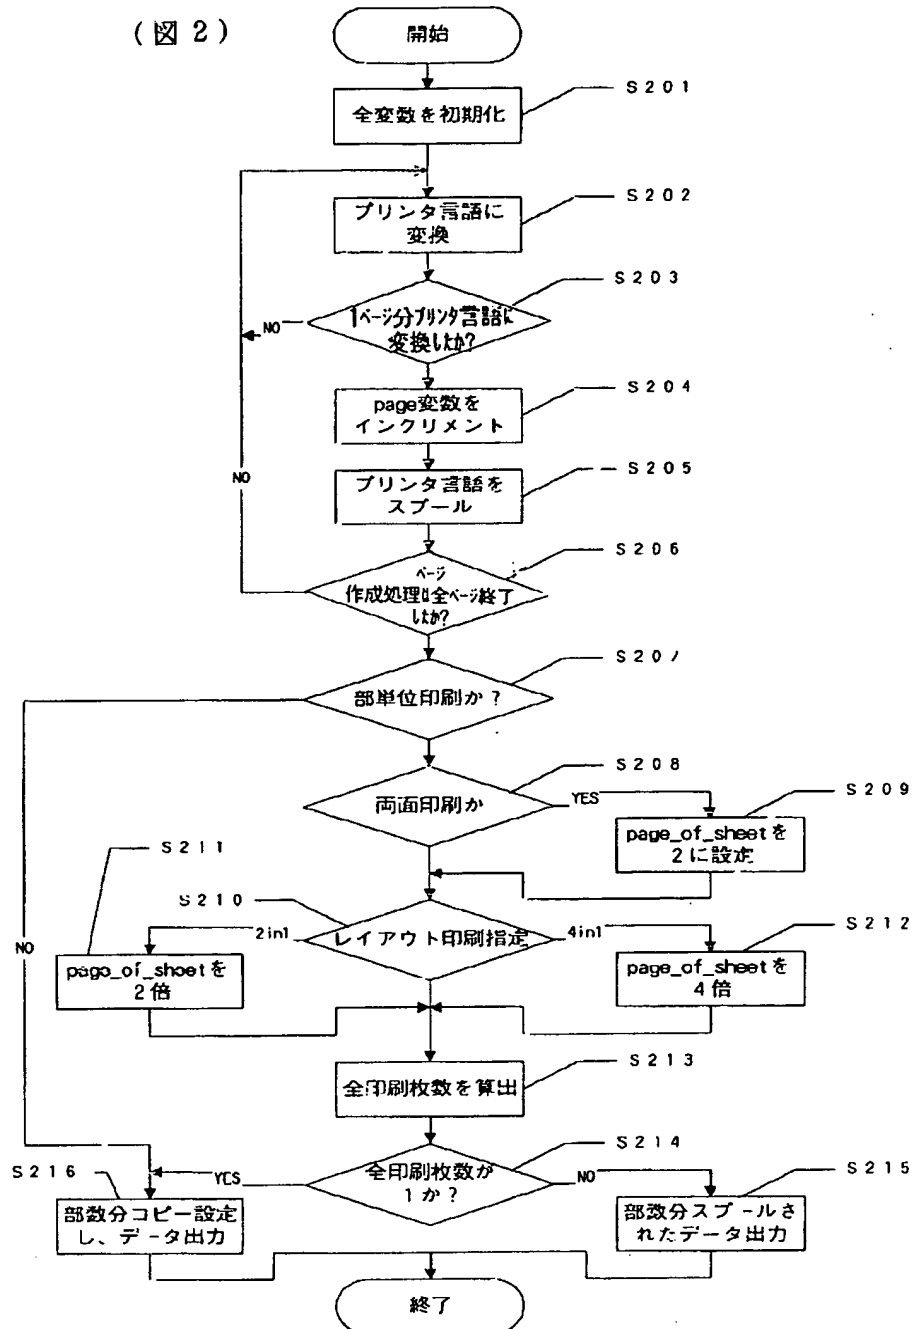 (図 2)
開始
S201
全変数を初期化
S202
プリンタ言語に
変換
S203
1ページ分プリンタ言語に
変換したか?
NO
S204
page変数を
インクリメント
S205
プリンタ言語を
スプール
NO
S206
ページ
作成処理は全ページ終了
したか?
S207
部単位印刷か?
S208
両面印刷か
YES
S209
page_of_sheetを
2に設定
S211
S210
2in1
レイアウト印刷指定
4in1
S212
NO
page_of_sheetを
2倍
page_of_sheetを
4倍
S213
全印刷枚数を算出
S214
S216
YES
全印刷枚数が
1か?
NO
S215
部数分コピー設定
し、データ出力
部数分スプールさ
れたデータ出力
終了